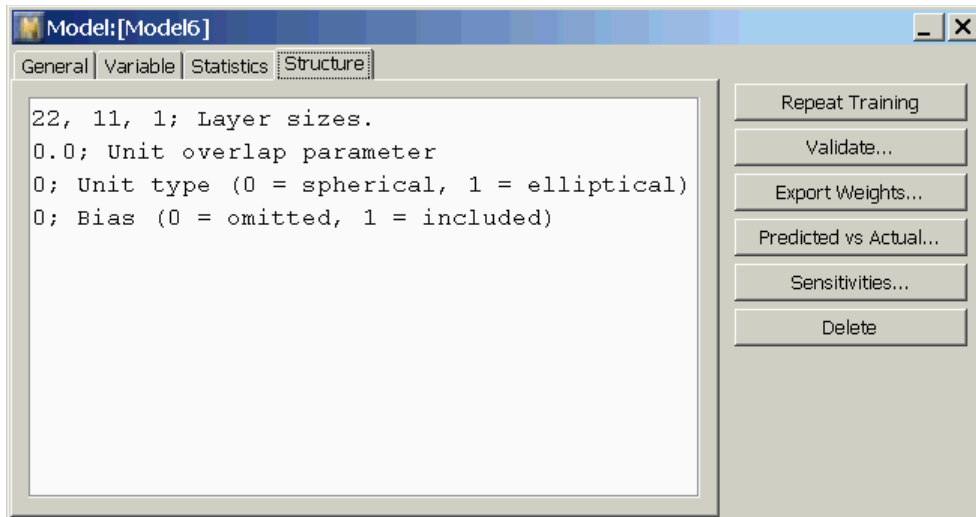 Model:[Model6]
General Variable Statistics Structure
22, 11, 1; Layer sizes.
0.0; Unit overlap parameter
0; Unit type (0 = spherical, 1 = elliptical)
0; Bias (0 = omitted, 1 = included)
Repeat Training
Validate...
Export Weights...
Predicted vs Actual...
Sensitivities...
Delete